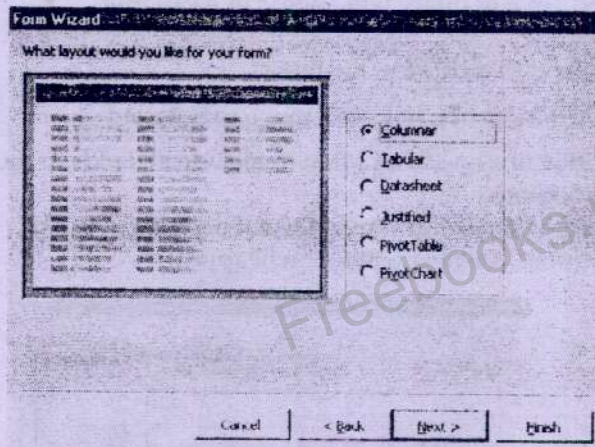 Form Wizard
What layout would you like for your form?
Columnar
Tabular
Datasheet
Justified
PivotTable
PivotChart
Freebooks
Cancel
< Back
Next >
Finish